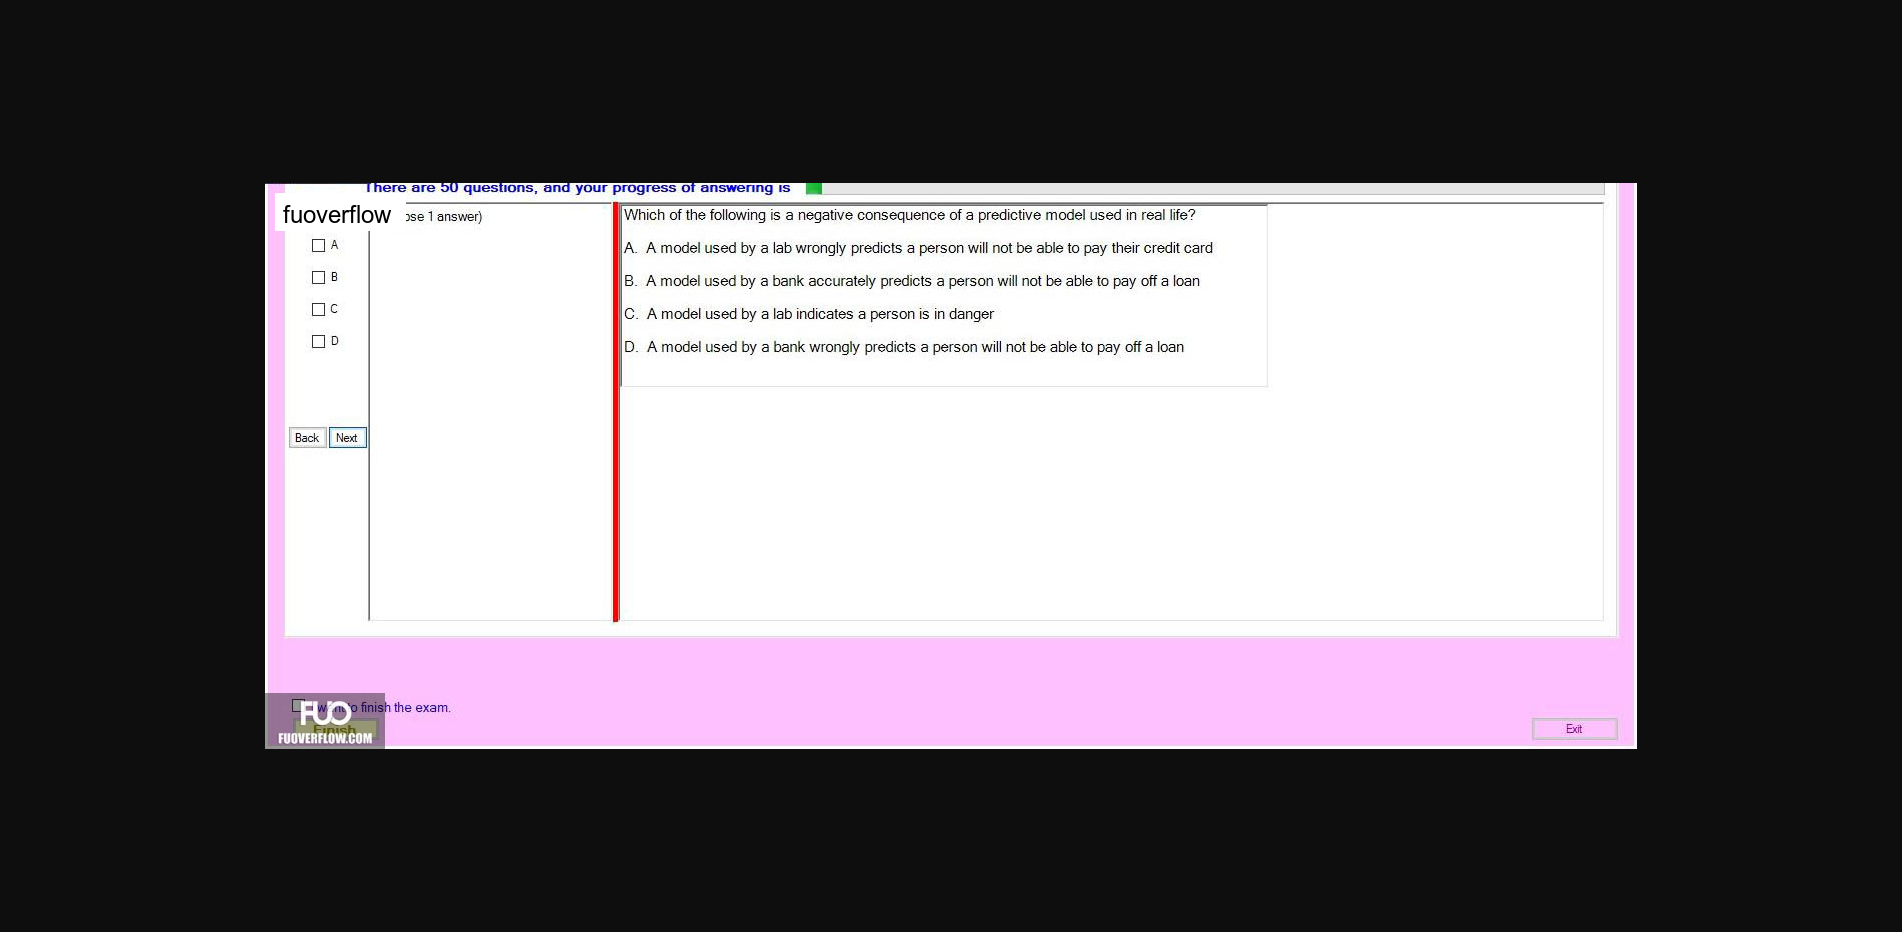 There are 50 questions, and your progress of answering is
fuoverflow
ose 1 answer)
Which of the following is a negative consequence of a predictive model used in real life?
A
A. A model used by a lab wrongly predicts a person will not be able to pay their credit card
B
B. A model used by a bank accurately predicts a person will not be able to pay off a loan
C
C. A model used by a lab indicates a person is in danger
D
D. A model used by a bank wrongly predicts a person will not be able to pay off a loan
Back Next
I want to finish the exam.
FUO
Finish
FUOVERFLOW.COM
Exit